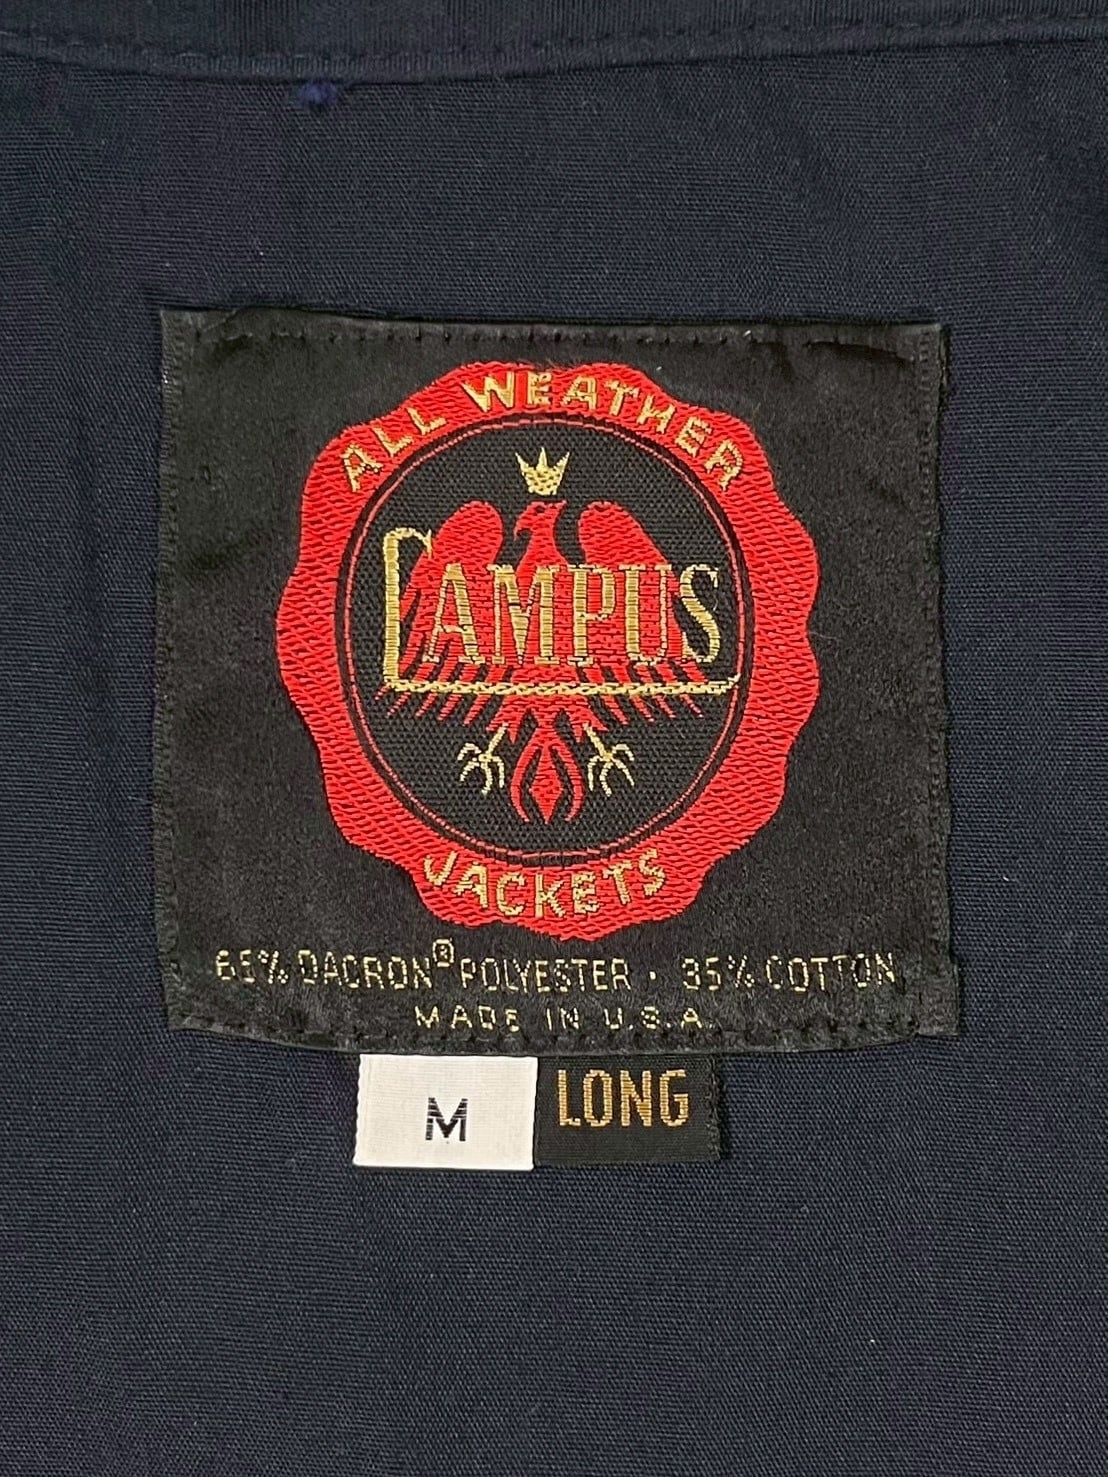 ALL WEATHER
CAMPUS
JACKETS
65% DACRON® POLYESTER · 35% COTTON
MADE IN U.S.A.
M
LONG